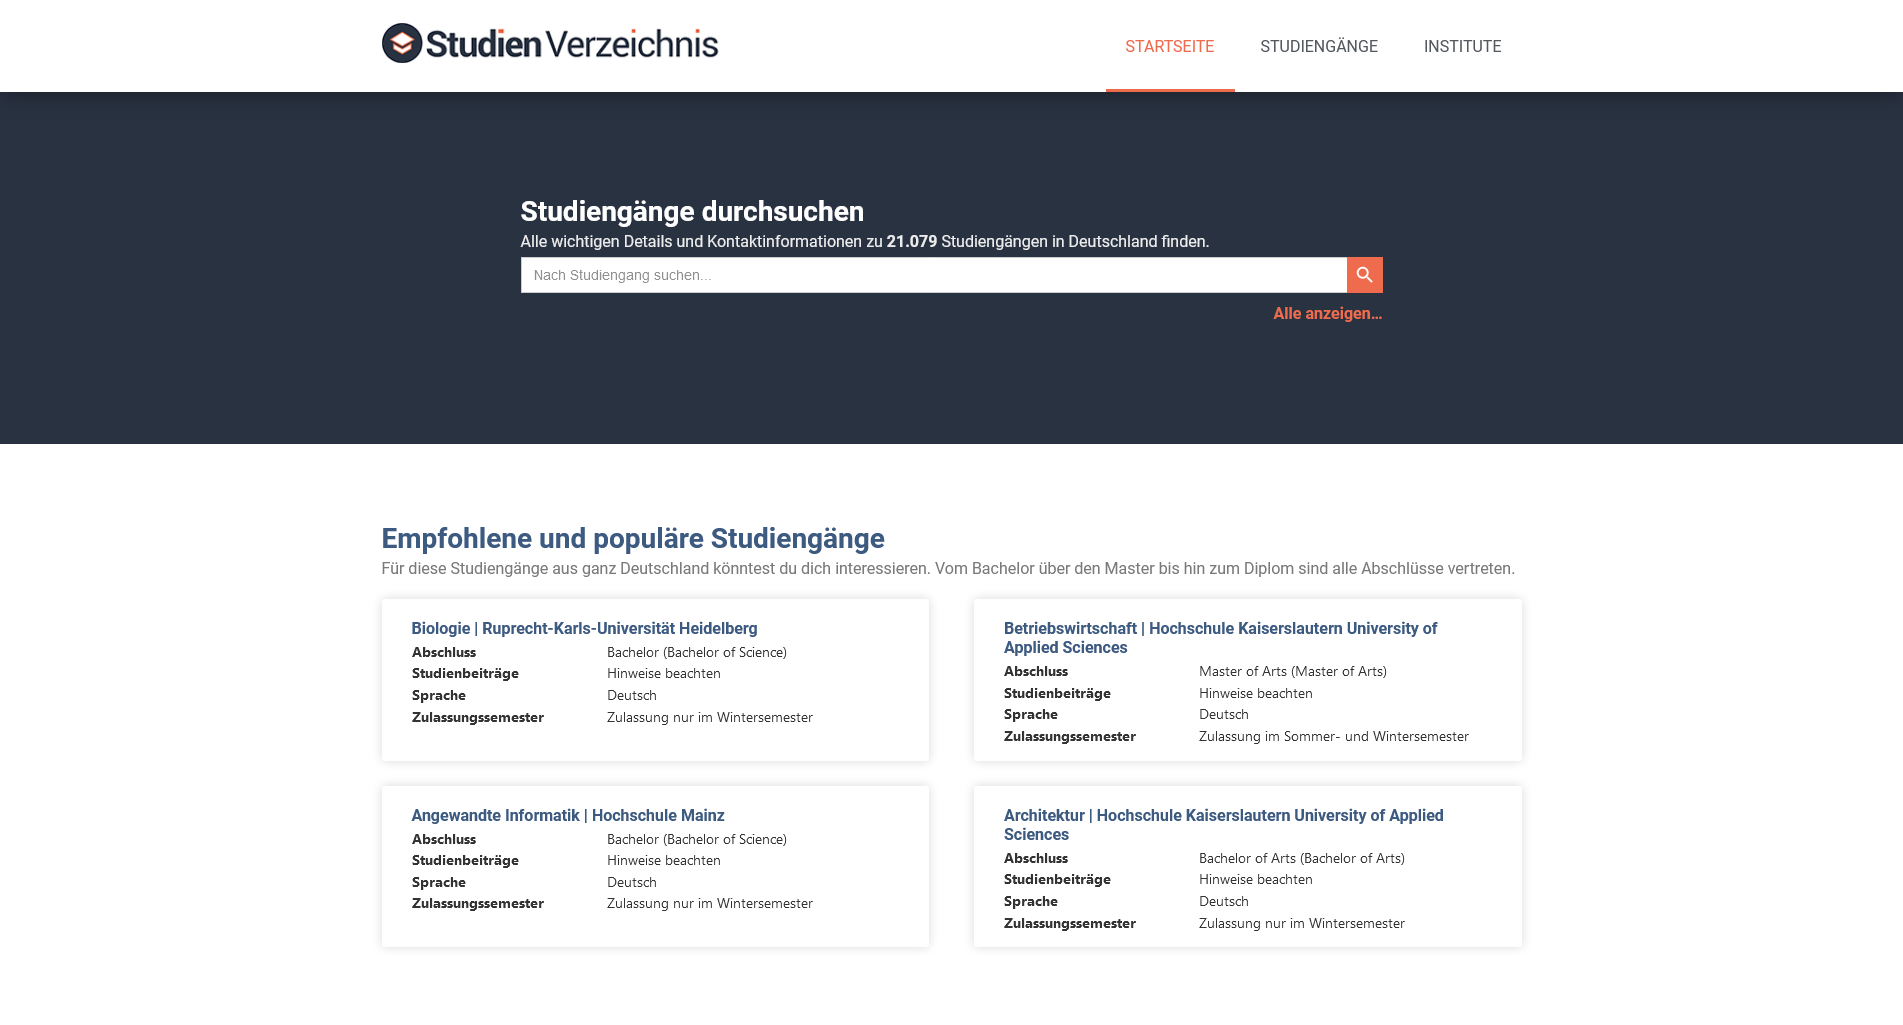 Studien Verzeichnis
STARTSEITE
STUDIENGÄNGE
INSTITUTE
Studiengänge durchsuchen
Alle wichtigen Details und Kontaktinformationen zu 21.079 Studiengängen in Deutschland finden.
Nach Studiengang suchen...
Alle anzeigen...
Empfohlene und populäre Studiengänge
Für diese Studiengänge aus ganz Deutschland könntest du dich interessieren. Vom Bachelor über den Master bis hin zum Diplom sind alle Abschlüsse vertreten.
Biologie | Ruprecht-Karls-Universität Heidelberg
Abschluss Bachelor (Bachelor of Science)
Studienbeiträge Hinweise beachten
Sprache Deutsch
Zulassungssemester Zulassung nur im Wintersemester
Betriebswirtschaft | Hochschule Kaiserslautern University of
Applied Sciences
Abschluss Master of Arts (Master of Arts)
Studienbeiträge Hinweise beachten
Sprache Deutsch
Zulassungssemester Zulassung im Sommer- und Wintersemester
Angewandte Informatik | Hochschule Mainz
Abschluss Bachelor (Bachelor of Science)
Studienbeiträge Hinweise beachten
Sprache Deutsch
Zulassungssemester Zulassung nur im Wintersemester
Architektur | Hochschule Kaiserslautern University of Applied
Sciences
Abschluss Bachelor of Arts (Bachelor of Arts)
Studienbeiträge Hinweise beachten
Sprache Deutsch
Zulassungssemester Zulassung nur im Wintersemester